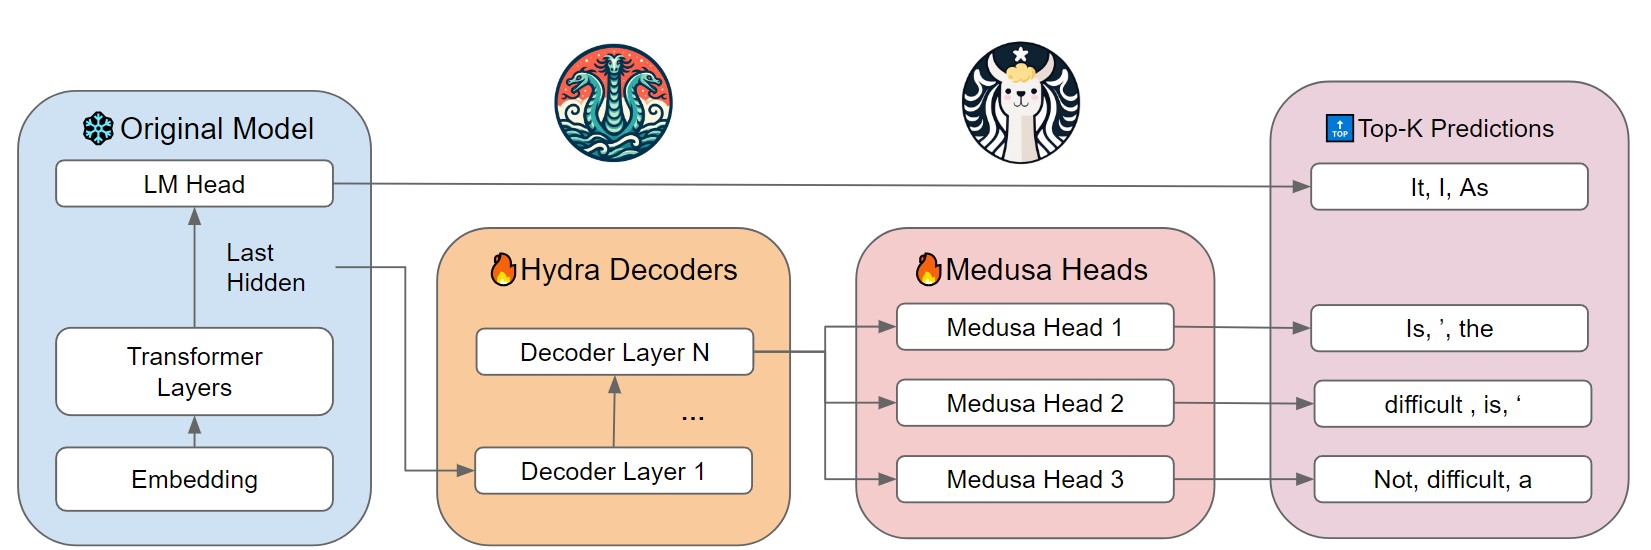 Original Model
LM Head
Last
Hidden
Transformer
Layers
Embedding
Hydra Decoders
Decoder Layer N
...
Decoder Layer 1
Medusa Heads
Medusa Head 1
Medusa Head 2
Medusa Head 3
TOP
Top-K Predictions
It, I, As
Is, ’, the
difficult , is, ‘
Not, difficult, a